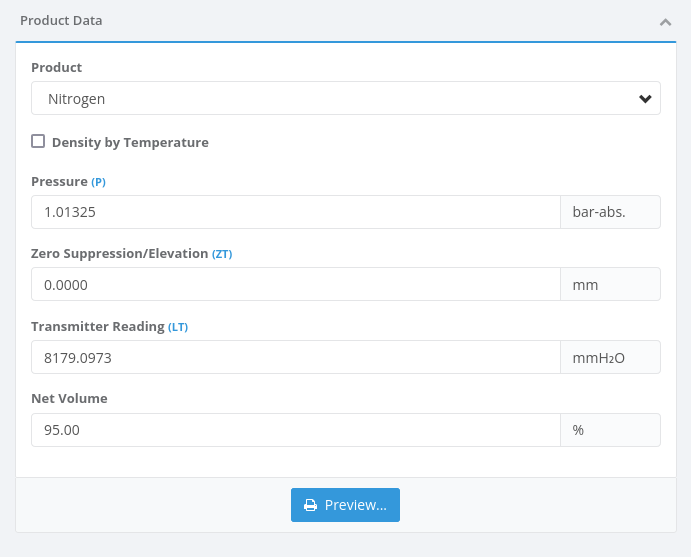 Product Data
Product
Nitrogen
Density by Temperature
Pressure (P)
1.01325 bar-abs.
Zero Suppression/Elevation (ZT)
0.0000 mm
Transmitter Reading (LT)
8179.0973 mmH₂O
Net Volume
95.00 %
Preview...